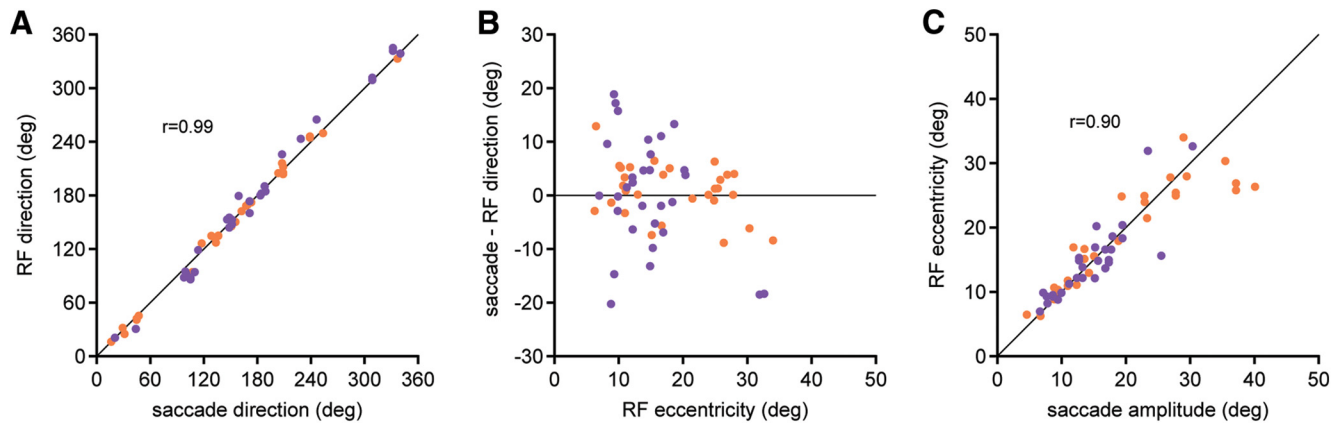 A
360
300
240
180
120
60
0
RF direction (deg)
r=0.99
0 60 120 180 240 300 360
saccade direction (deg)
B
30
20
10
0
-10
-20
-30
saccade - RF direction (deg)
0 10 20 30 40 50
RF eccentricity (deg)
C
50
40
30
20
10
0
RF eccentricity (deg)
r=0.90
0 10 20 30 40 50
saccade amplitude (deg)